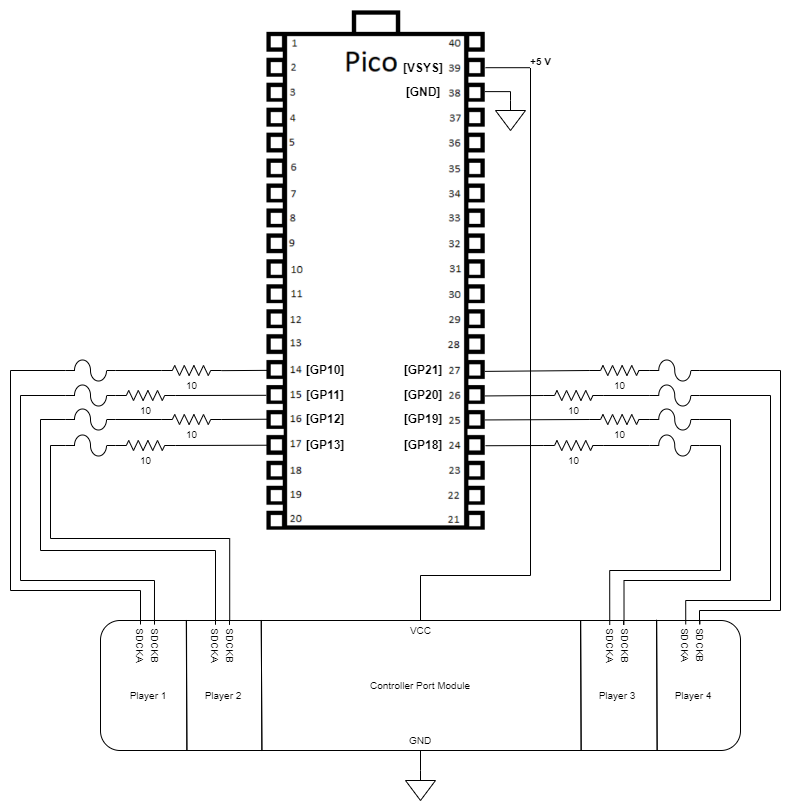 1 40
Pico
2 [VSYS] 39 +5 V
3 [GND] 38
4 37
5 36
6 35
7 34
8 33
9 32
10 31
11 30
12 29
13 28
14 [GP10] [GP21] 27
10 10
15 [GP11] [GP20] 26
10 10
16 [GP12] [GP19] 25
10 10
17 [GP13] [GP18] 24
10 10
18 23
19 22
20 21
SDCKA
SDCKB
SDCKA
SDCKB
VCC
SDCKA
SDCKB
SDCKA
SDCKB
Controller Port Module
Player 1 Player 2 Player 3 Player 4
GND